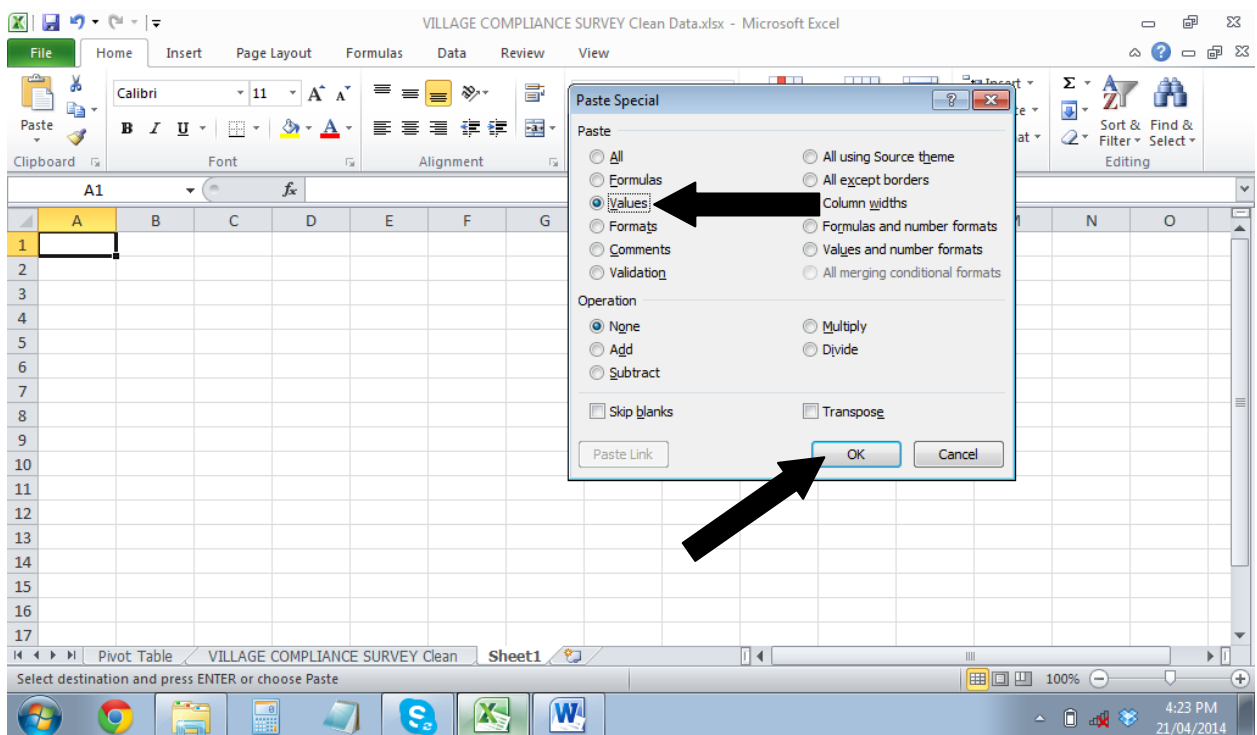 VILLAGE COMPLIANCE SURVEY Clean Data.xlsx - Microsoft Excel
File Home Insert Page Layout Formulas Data Review View
Calibri 11 A A
Paste
B I U A
Σ
Sort & Filter
Find & Select
Clipboard Font Alignment Editing
A1 fx
A B C D E F G N O
1
2
3
4
5
6
7
8
9
10
11
12
13
14
15
16
17
Paste Special
Paste
All All using Source theme
Formulas All except borders
Values Column widths
Formats Formulas and number formats
Comments Values and number formats
Validation All merging conditional formats
Operation
None Multiply
Add Divide
Subtract
Skip blanks Transpose
Paste Link OK Cancel
Pivot Table VILLAGE COMPLIANCE SURVEY Clean Sheet1
Select destination and press ENTER or choose Paste 100%
4:23 PM
21/04/2014